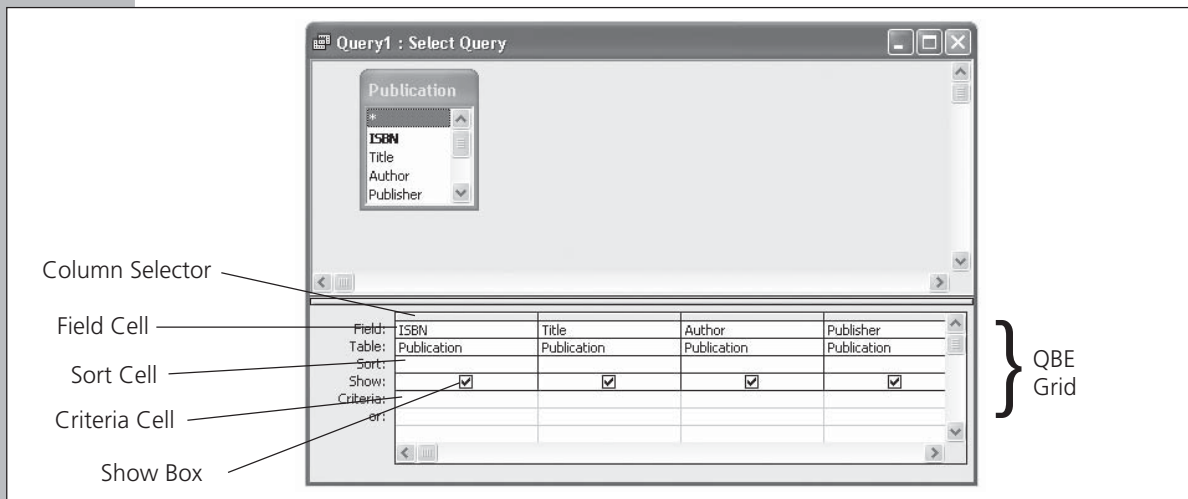 Query1 : Select Query
Publication
*
ISBN
Title
Author
Publisher
Column Selector
Field Cell
Sort Cell
Criteria Cell
Show Box
Field: ISBN Title Author Publisher
Table: Publication Publication Publication Publication
Sort:
Show:
Criteria:
or:
QBE
Grid